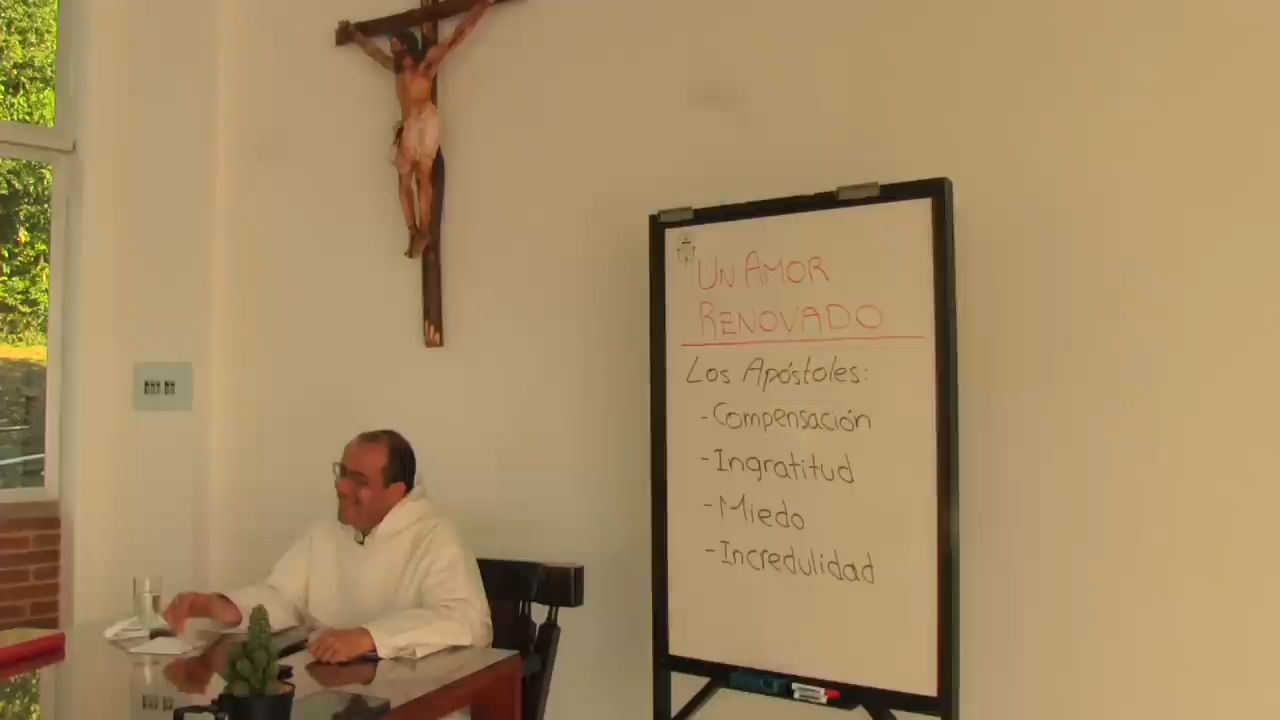 UN AMOR
RENOVADO
Los Apóstoles:
-Compensación
-Ingratitud
-Miedo
-Incredulidad